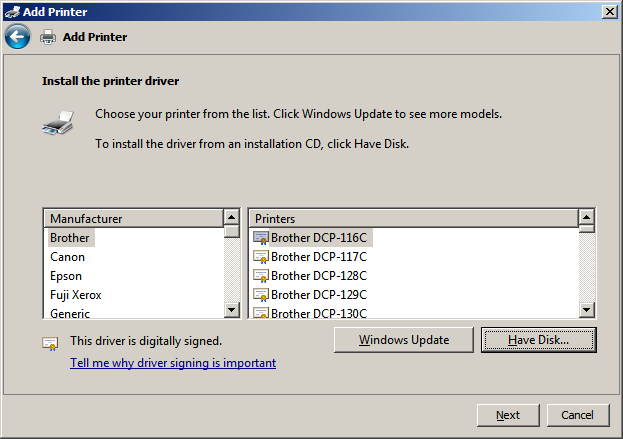 Add Printer
Add Printer
Install the printer driver
Choose your printer from the list. Click Windows Update to see more models.
To install the driver from an installation CD, click Have Disk.
Manufacturer
Brother
Canon
Epson
Fuji Xerox
Generic
Printers
Brother DCP-116C
Brother DCP-117C
Brother DCP-128C
Brother DCP-129C
Brother DCP-130C
This driver is digitally signed.
Tell me why driver signing is important
Windows Update
Have Disk...
Next
Cancel